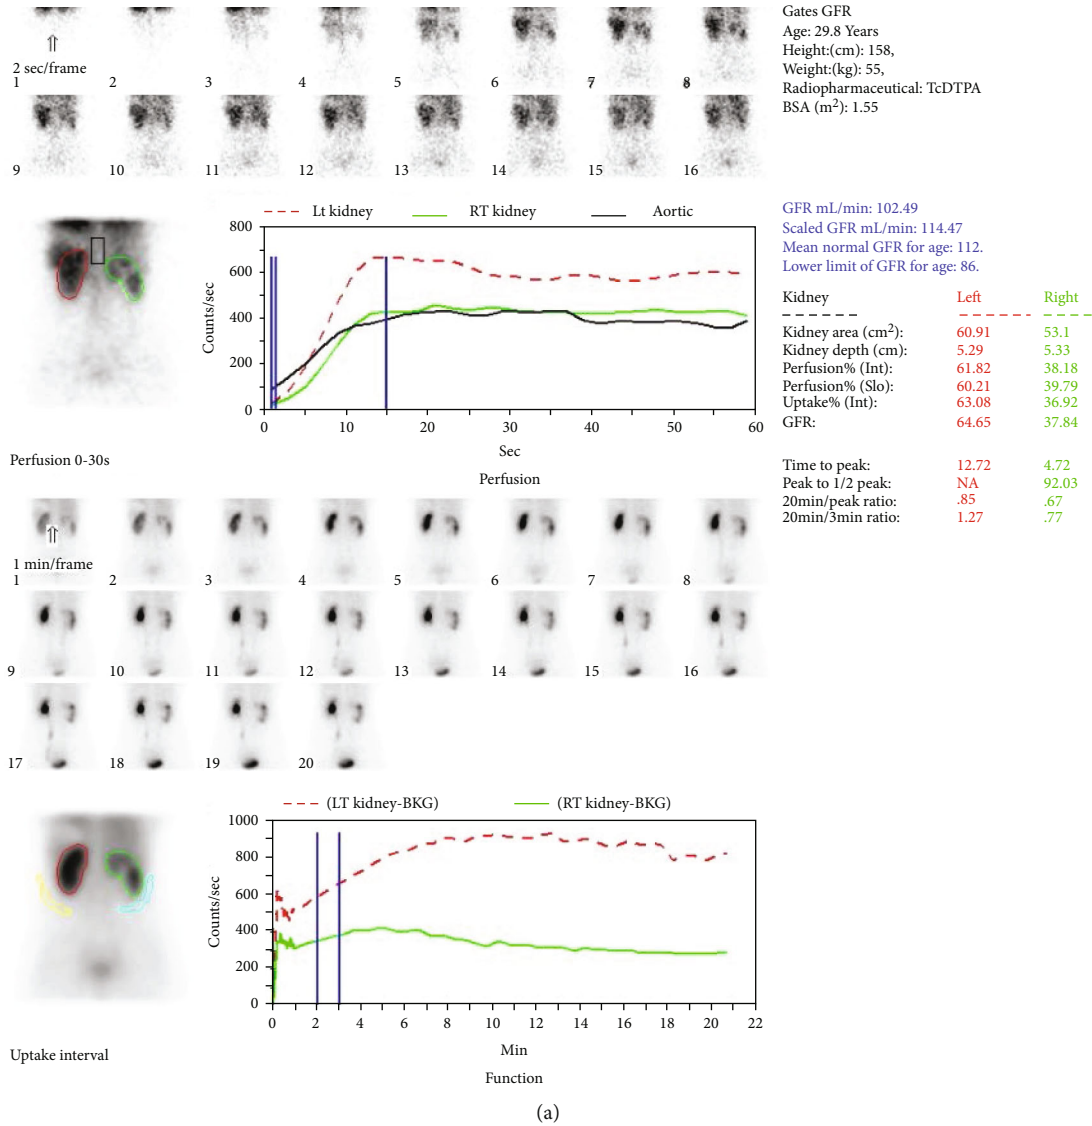 Gates GFR
Age: 29.8 Years
Height:(cm): 158,
Weight:(kg): 55,
Radiopharmaceutical: TcDTPA
BSA (m²): 1.55
⇑
2 sec/frame
1 2 3 4 5 6 7 8
9 10 11 12 13 14 15 16
Lt kidney RT kidney Aortic
800
600
400
200
0
Counts/sec
0 10 20 30 40 50 60
Sec
Perfusion
Perfusion 0-30s
GFR mL/min: 102.49
Scaled GFR mL/min: 114.47
Mean normal GFR for age: 112.
Lower limit of GFR for age: 86.
Kidney Left Right
Kidney area (cm²): 60.91 53.1
Kidney depth (cm): 5.29 5.33
Perfusion% (Int): 61.82 38.18
Perfusion% (Slo): 60.21 39.79
Uptake% (Int): 63.08 36.92
GFR: 64.65 37.84
Time to peak: 12.72 4.72
Peak to 1/2 peak: NA 92.03
20min/peak ratio: .85 .67
20min/3min ratio: 1.27 .77
⇑
1 min/frame
1 2 3 4 5 6 7 8
9 10 11 12 13 14 15 16
17 18 19 20
(LT kidney-BKG) (RT kidney-BKG)
1000
800
600
400
200
0
Counts/sec
0 2 4 6 8 10 12 14 16 18 20 22
Min
Function
Uptake interval
(a)